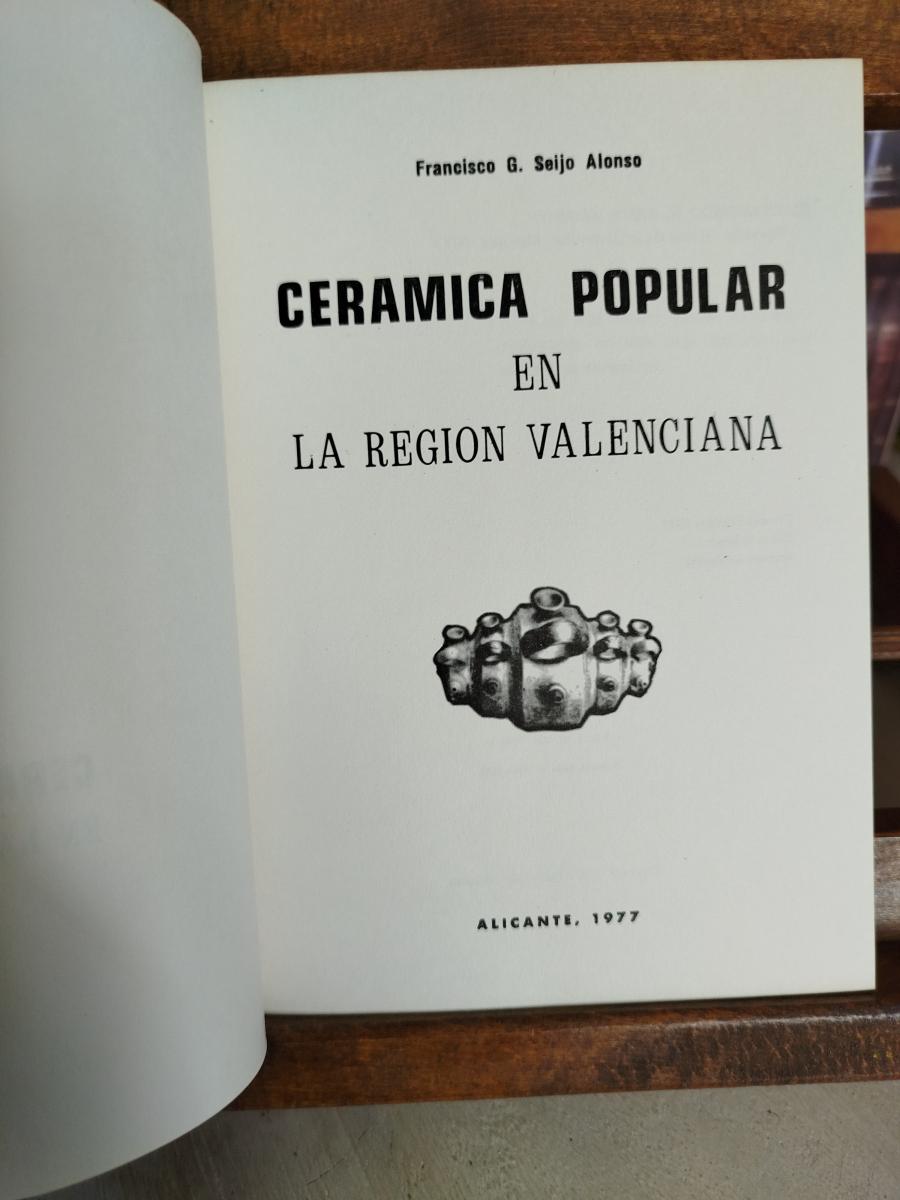 Francisco G. Seijo Alonso
CERAMICA POPULAR
EN
LA REGION VALENCIANA
ALICANTE, 1977